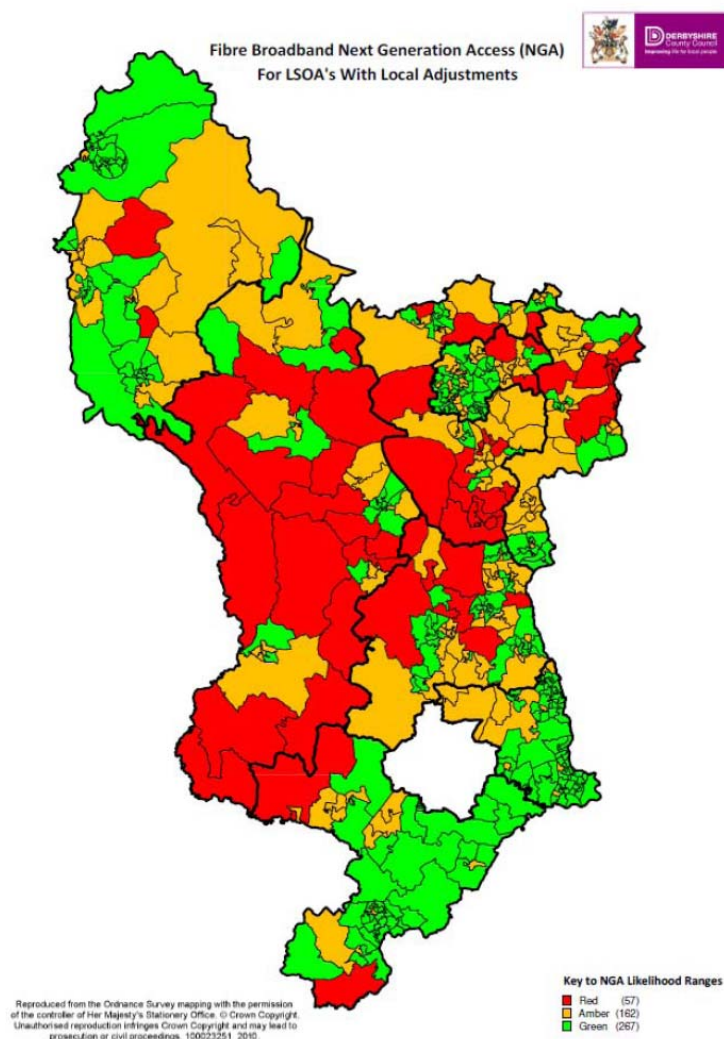 Fibre Broadband Next Generation Access (NGA)
For LSOA's With Local Adjustments
DERBYSHIRE
County Council
Improving life for local people
Key to NGA Likelihood Ranges
Red (57)
Amber (162)
Green (267)
Reproduced from the Ordnance Survey mapping with the permission
of the controller of Her Majesty's Stationery Office. © Crown Copyright.
Unauthorised reproduction infringes Crown Copyright and may lead to
prosecution or civil proceedings. 100023251. 2010.